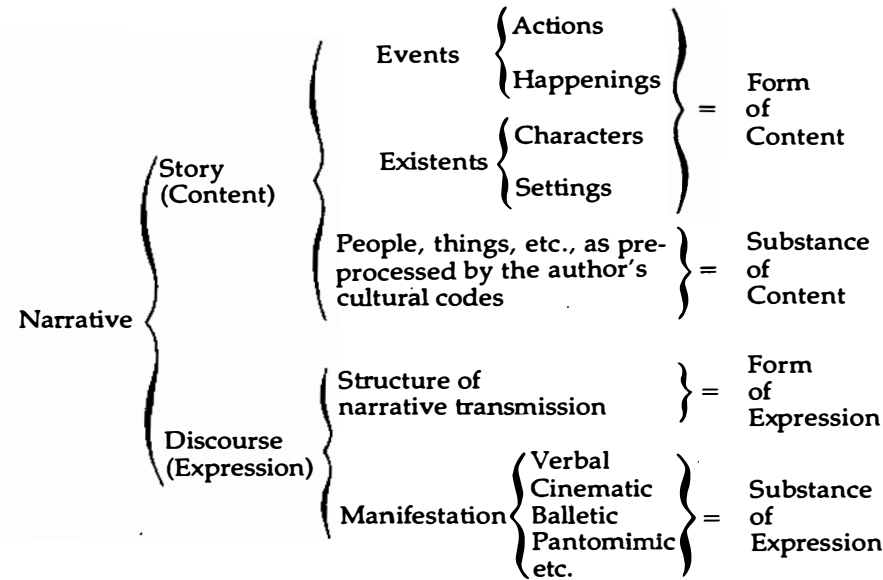 Narrative
Story
(Content)
Events
Actions
Happenings
Existents
Characters
Settings
=
Form
of
Content
People, things, etc., as pre-
processed by the author's
cultural codes
=
Substance
of
Content
Discourse
(Expression)
Structure of
narrative transmission
=
Form
of
Expression
Manifestation
Verbal
Cinematic
Balletic
Pantomimic
etc.
=
Substance
of
Expression